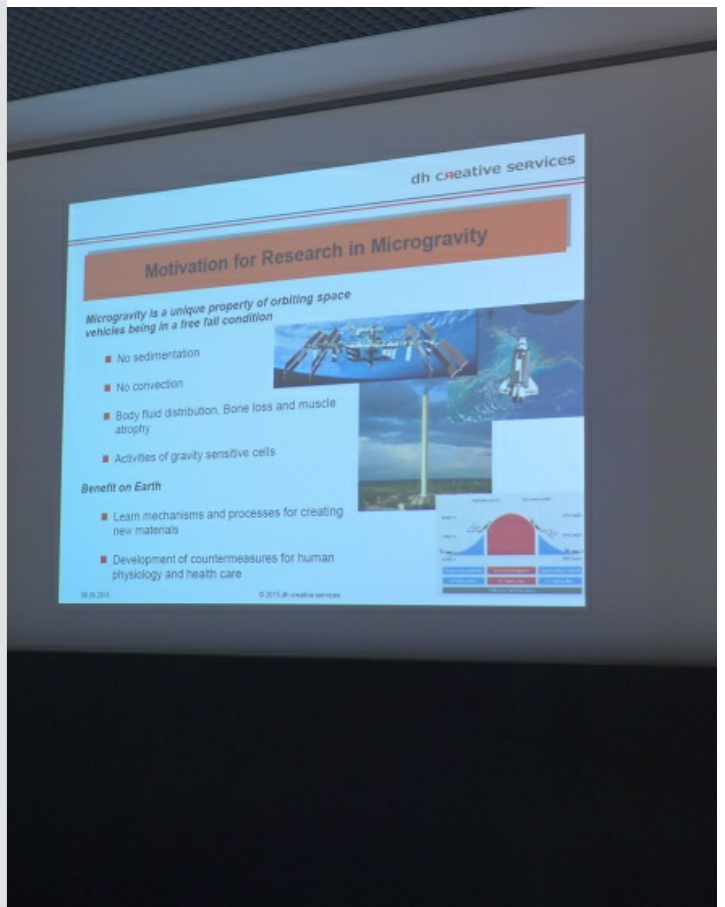 dh cЯeative seRvices
Motivation for Research in Microgravity
Microgravity is a unique property of orbiting space
vehicles being in a free fall condition
■ No sedimentation
■ No convection
■ Body fluid distribution, Bone loss and muscle
atrophy
■ Activities of gravity sensitive cells
Benefit on Earth
■ Learn mechanisms and processes for creating
new materials
■ Development of countermeasures for human
physiology and health care
© 2015 dh creative services